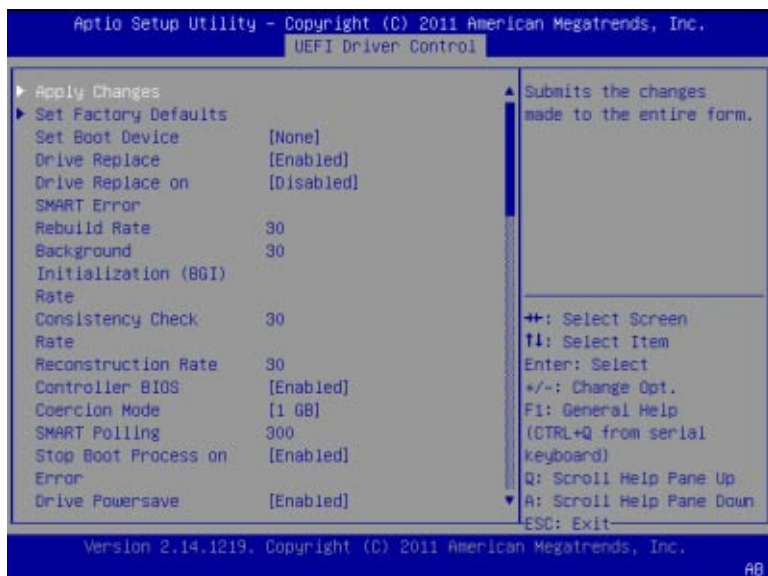 Aptio Setup Utility – Copyright (C) 2011 American Megatrends, Inc.
UEFI Driver Control
Apply Changes
Set Factory Defaults
Set Boot Device [None]
Drive Replace [Enabled]
Drive Replace on [Disabled]
SMART Error
Rebuild Rate 30
Background 30
Initialization (BGI)
Rate
Consistency Check 30
Rate
Reconstruction Rate 30
Controller BIOS [Enabled]
Coercion Mode [1 GB]
SMART Polling 300
Stop Boot Process on [Enabled]
Error
Drive Powersave [Enabled]
Submits the changes
made to the entire form.
→←: Select Screen
↑↓: Select Item
Enter: Select
+/-: Change Opt.
F1: General Help
(CTRL+Q from serial
keyboard)
Q: Scroll Help Pane Up
A: Scroll Help Pane Down
ESC: Exit
Version 2.14.1219. Copyright (C) 2011 American Megatrends, Inc.
AB